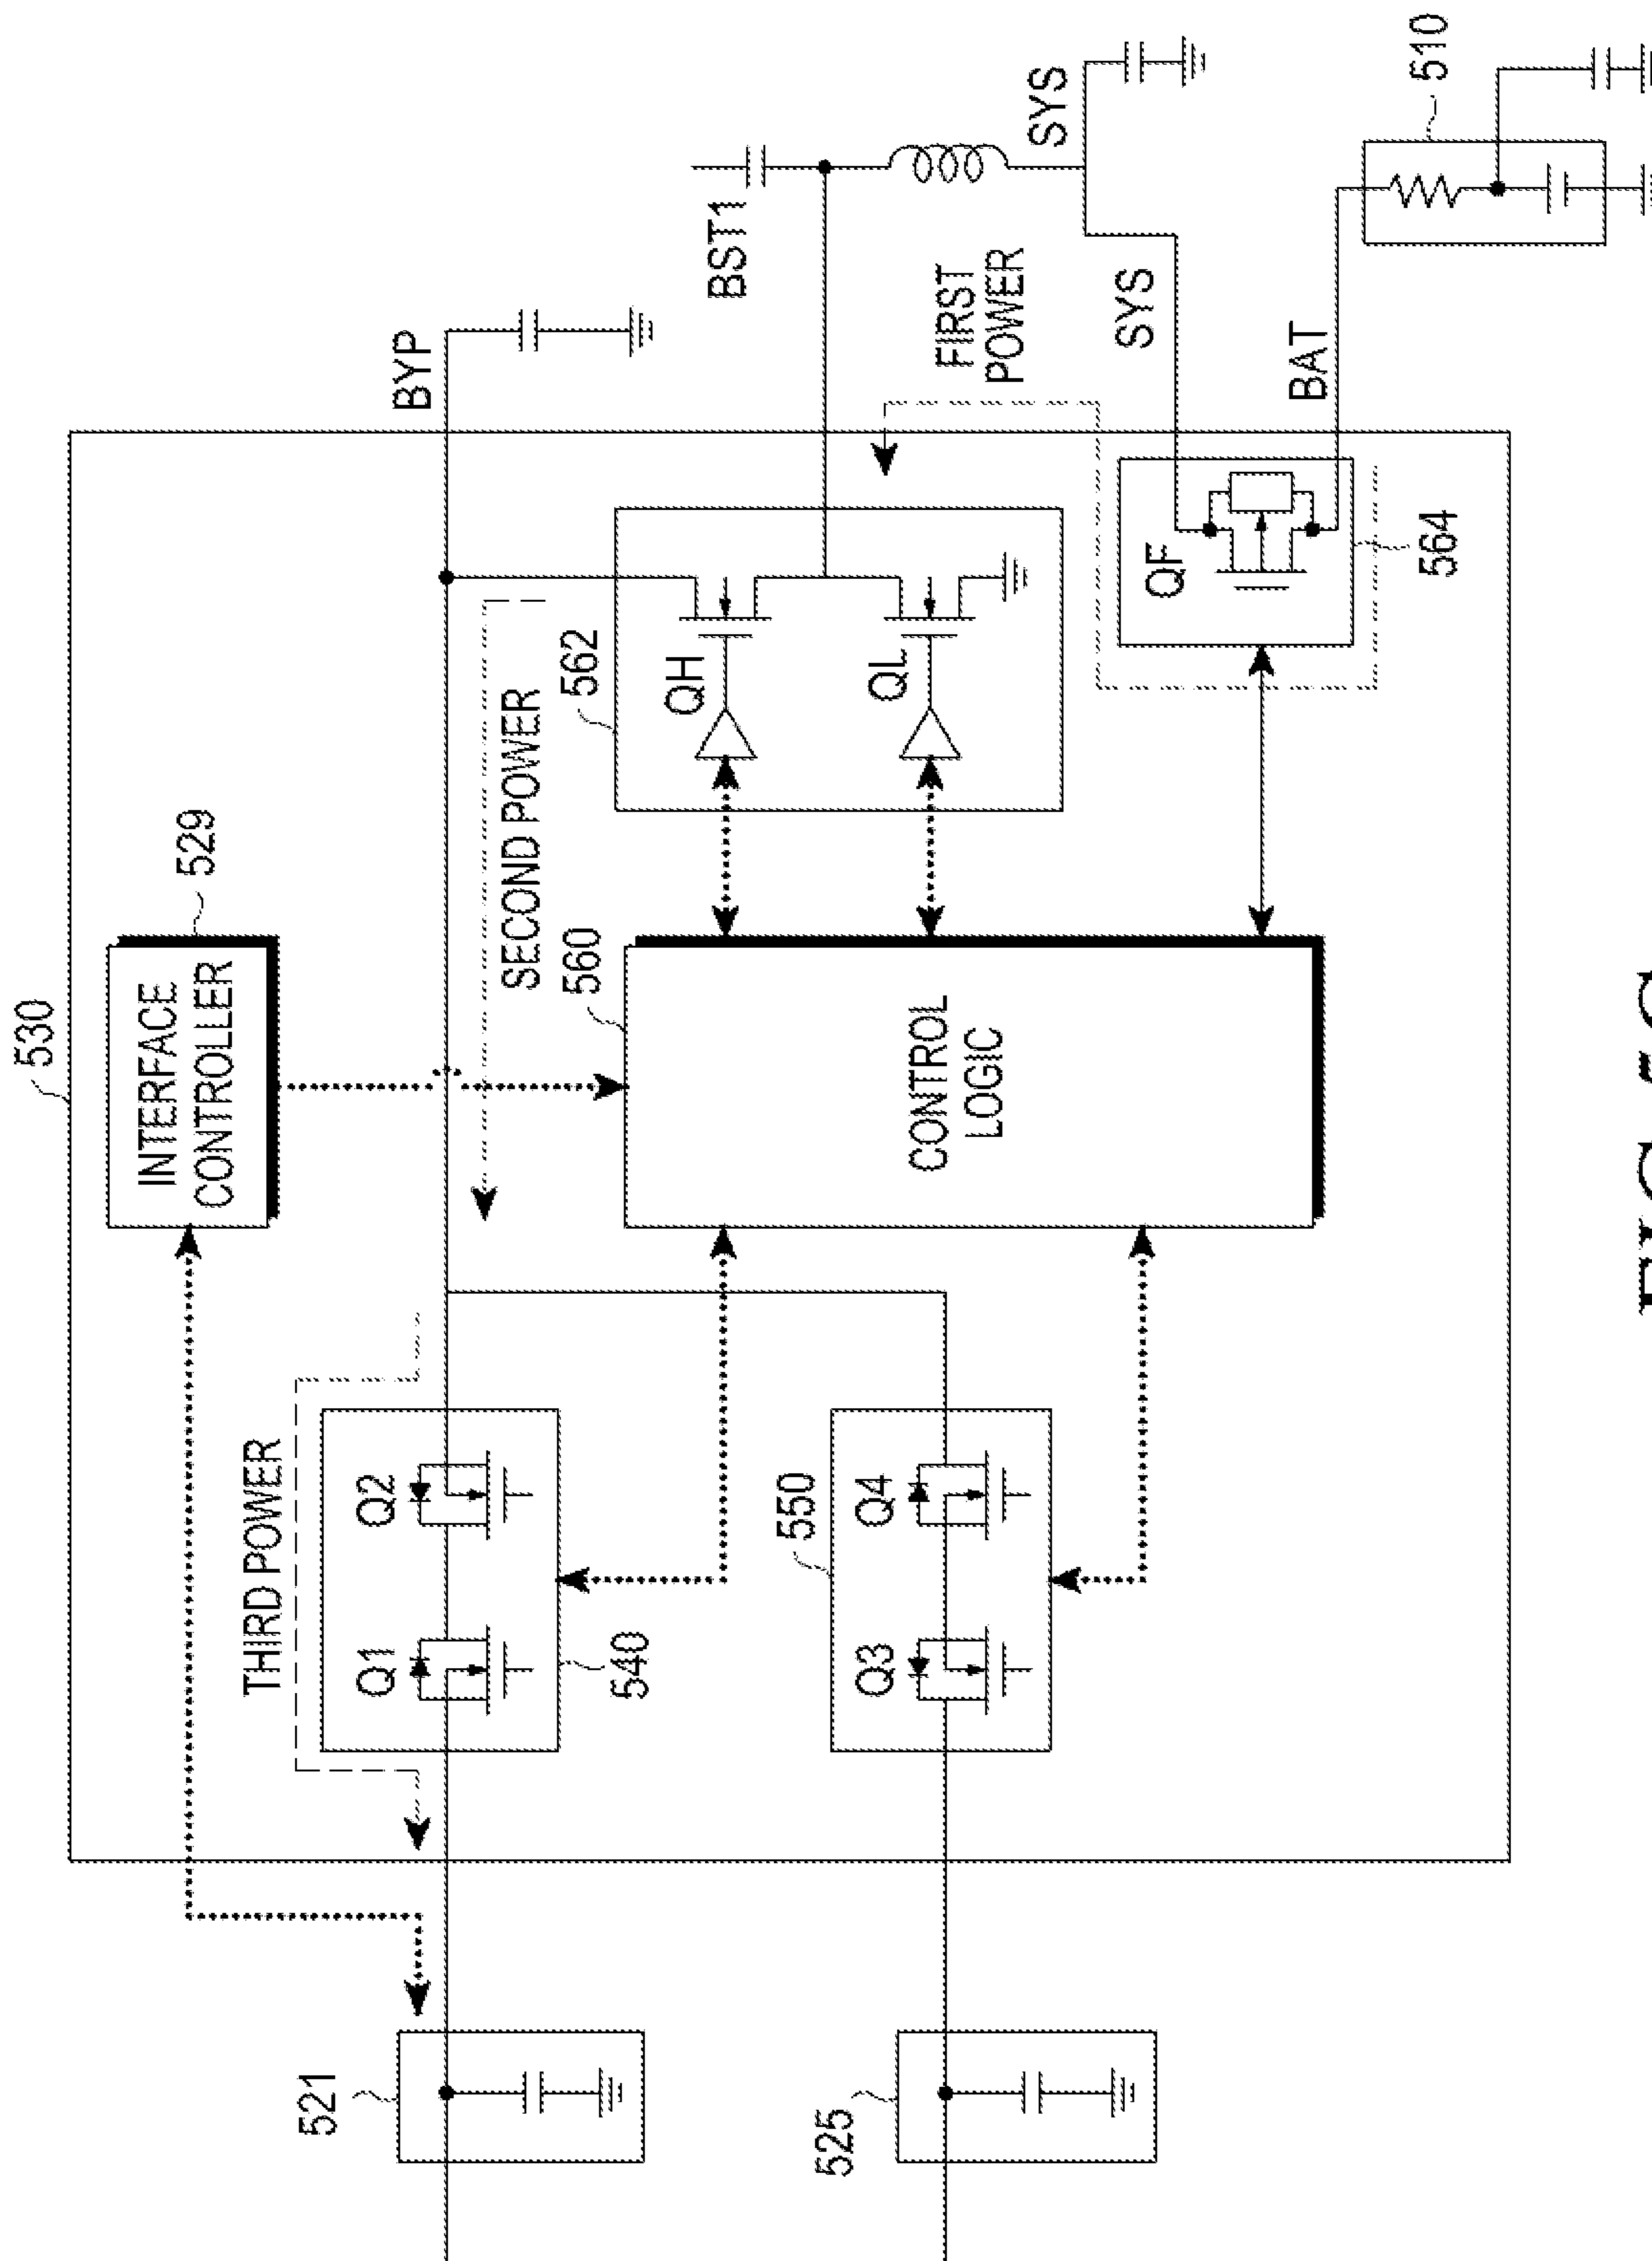 530
INTERFACE
CONTROLLER
529
521
THIRD POWER
Q1
Q2
540
SECOND POWER
BYP
525
Q3
Q4
550
560
CONTROL
LOGIC
562
QH
QL
BST1
FIRST
POWER
SYS
SYS
QF
564
BAT
510